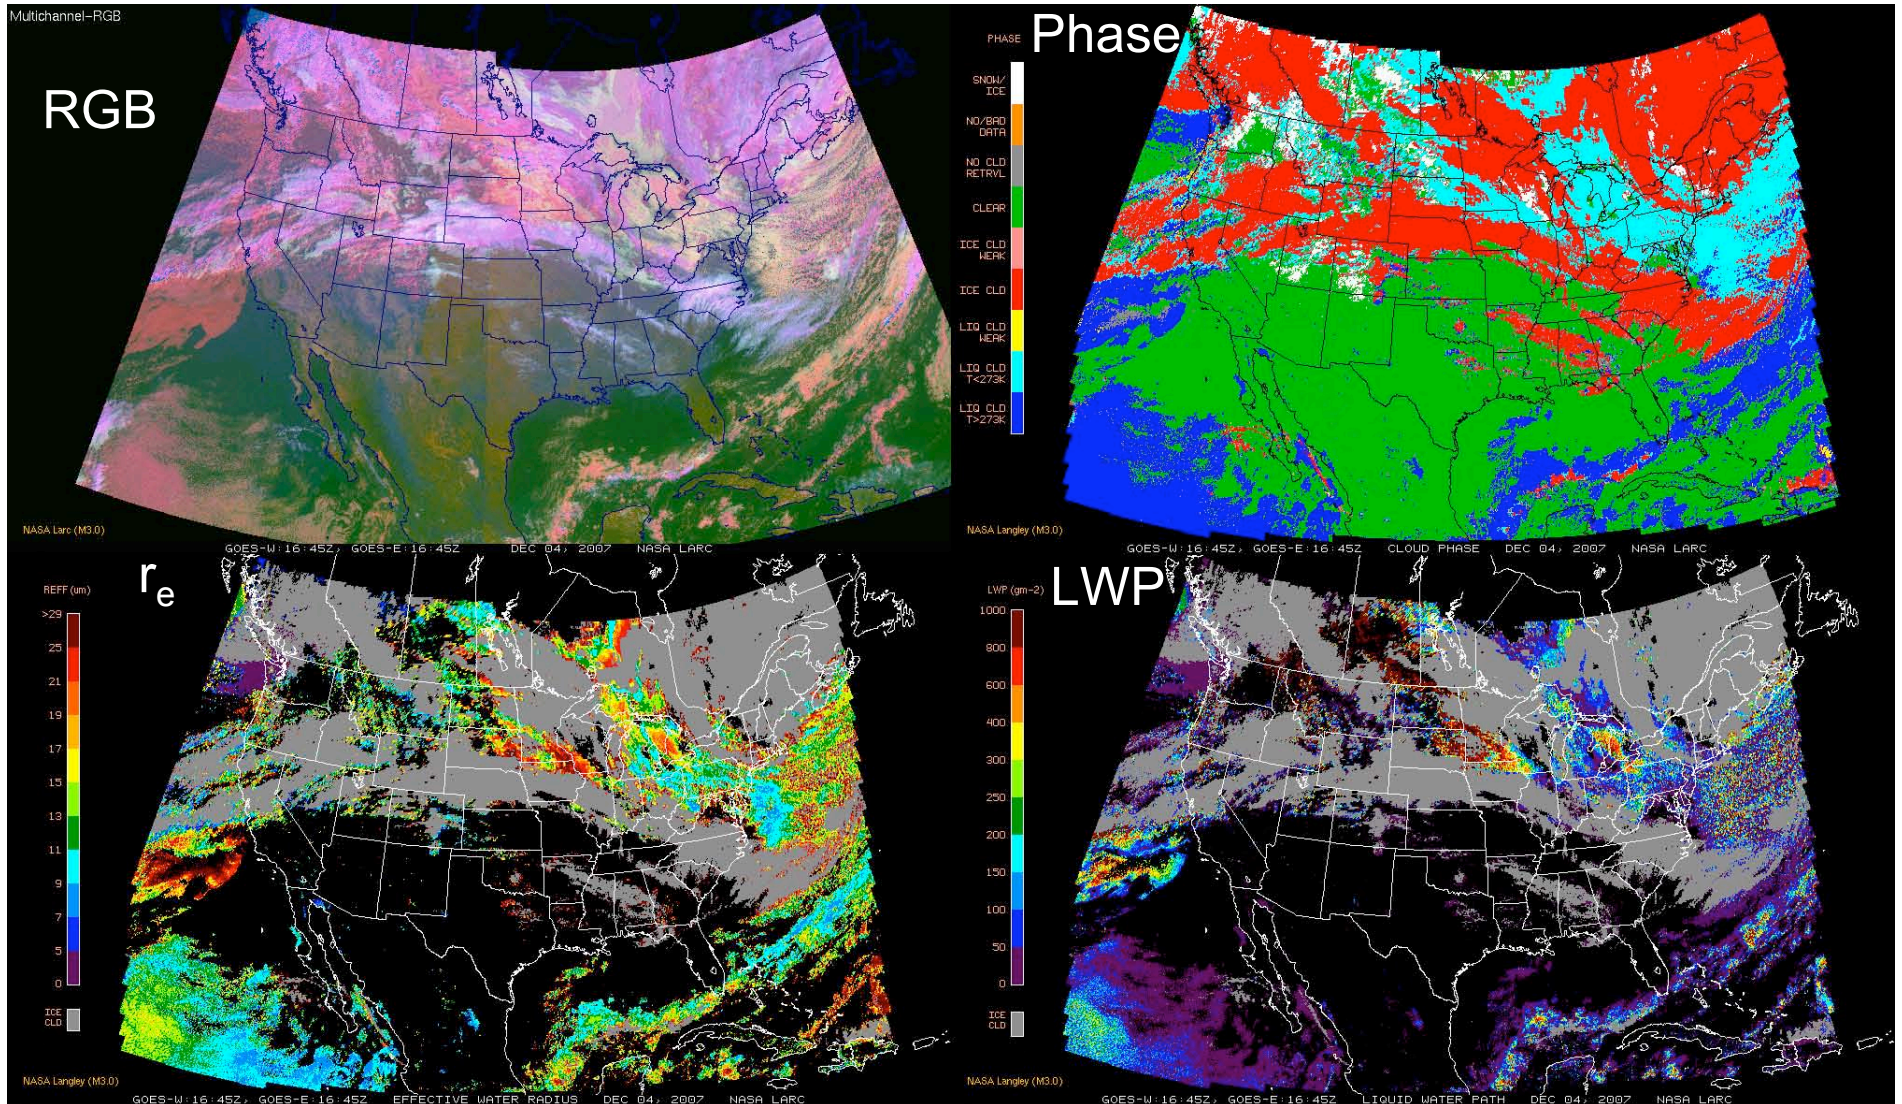 Multichannel-RGB
RGB
NASA Larc (M3.0)
GOES-W:16:45Z, GOES-E:16:45Z DEC 04, 2007 NASA LARC
Phase
PHASE
SNOW/
ICE
NO/BAD
DATA
NO CLD
RETRVL
CLEAR
ICE CLD
WEAK
ICE CLD
LIQ CLD
WEAK
LIQ CLD
T<273K
LIQ CLD
T>273K
NASA Langley (M3.0)
GOES-W:16:45Z, GOES-E:16:45Z CLOUD PHASE DEC 04, 2007 NASA LARC
re
REFF (um)
>29
25
21
19
17
15
13
11
9
7
5
0
ICE
CLD
NASA Langley (M3.0)
GOES-W:16:45Z, GOES-E:16:45Z EFFECTIVE WATER RADIUS DEC 04, 2007 NASA LARC
LWP
LWP (gm-2)
1000
800
600
400
300
250
200
150
100
50
0
ICE
CLD
NASA Langley (M3.0)
GOES-W:16:45Z, GOES-E:16:45Z LIQUID WATER PATH DEC 04, 2007 NASA LARC